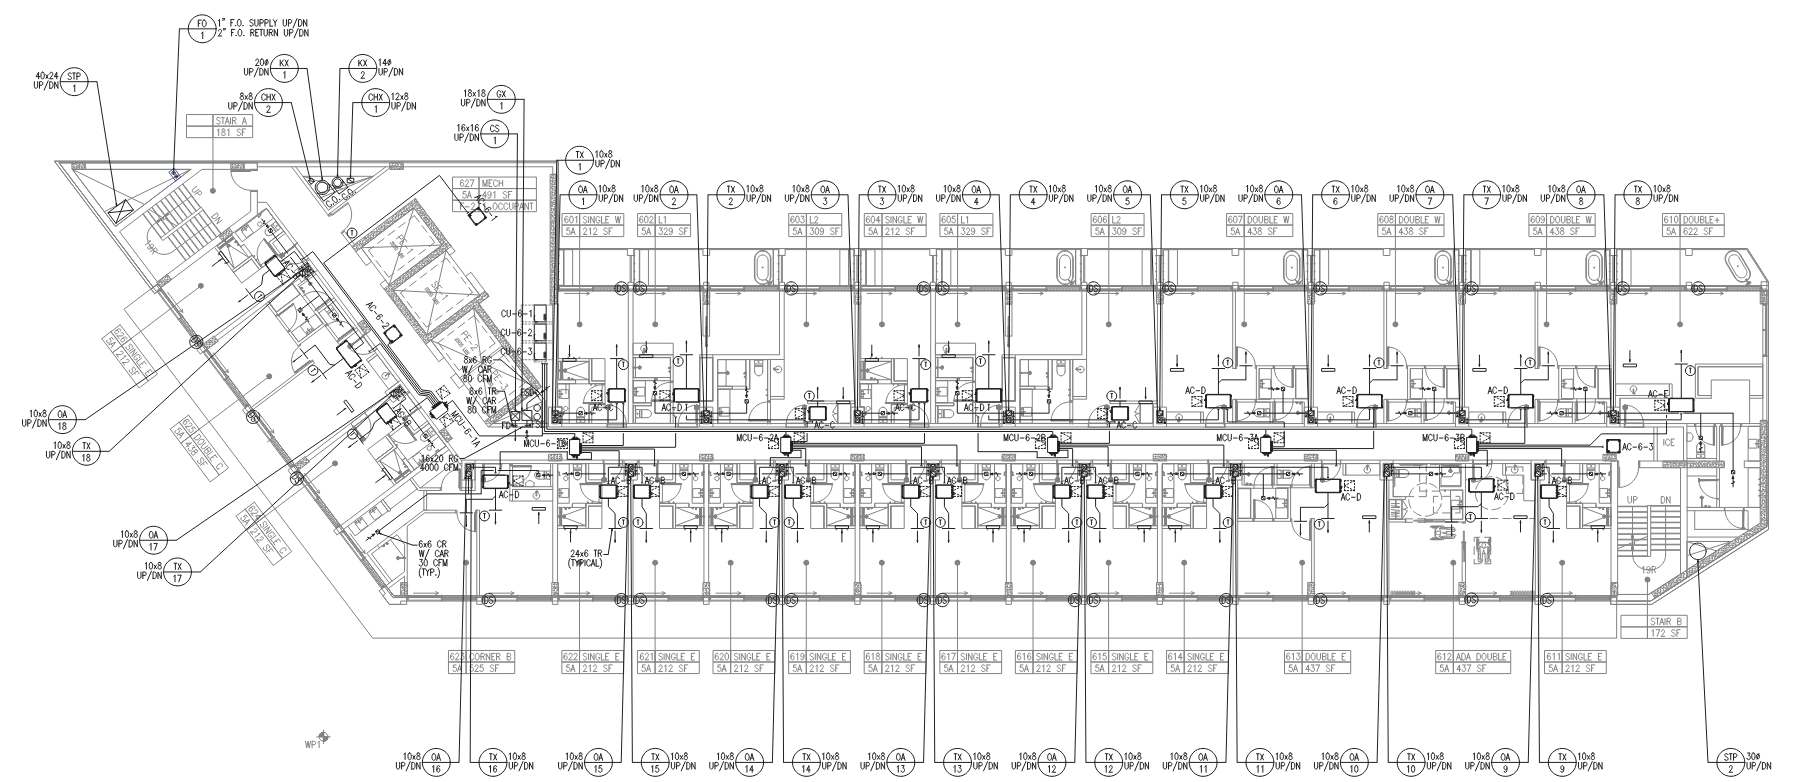 FO
1
1" F.O. SUPPLY UP/DN
2" F.O. RETURN UP/DN
40x24
UP/DN
STP
1
20ø
UP/DN
KX
1
KX
2
14ø
UP/DN
8x8
UP/DN
CHX
2
CHX
1
12x8
UP/DN
18x18
UP/DN
GX
1
16x16
UP/DN
CS
1
STAIR A
181 SF
TX
1
10x8
UP/DN
627 MECH
5A 491 SF
OA
1
10x8
UP/DN
10x8
UP/DN
OA
2
TX
2
10x8
UP/DN
10x8
UP/DN
OA
3
TX
3
10x8
UP/DN
10x8
UP/DN
OA
4
TX
4
10x8
UP/DN
10x8
UP/DN
OA
5
TX
5
10x8
UP/DN
OA
6
TX
6
10x8
UP/DN
10x8
UP/DN
OA
7
TX
7
10x8
UP/DN
10x8
UP/DN
OA
8
TX
8
10x8
UP/DN
601 SINGLE W
5A 212 SF
602 L1
5A 329 SF
603 L2
5A 309 SF
604 SINGLE W
5A 212 SF
605 L1
5A 329 SF
606 L2
5A 309 SF
607 DOUBLE W
5A 438 SF
608 DOUBLE W
5A 438 SF
609 DOUBLE W
5A 438 SF
610 DOUBLE+
5A 622 SF
UP
DN
19R
C.O.
C.O.
AC-6-2
AC-D
CU-6-1
CU-6-2
CU-6-3
8x6 RG
W/ CAR
80 CFM
8x6 TR
W/ CAR
80 CFM
626 SINGLE E
5A 212 SF
625 DOUBLE C
5A 438 SF
SINGLE C
5A 212 SF
10x8
UP/DN
OA
18
10x8
UP/DN
TX
18
10x8
UP/DN
OA
17
10x8
UP/DN
TX
17
MCU-6-1A
16x20 RG
4000 CFM
AC-C
AC-D1
AC-C
AC-C
AC-D1
AC-C
AC-D
AC-D
AC-D
AC-E
MCU-6-2A
MCU-6-2B
MCU-6-3A
MCU-6-3B
AC-6-3
ICE
AC-D
AC-B
AC-B
AC-B
AC-B
AC-D
AC-D
AC-B
UP
DN
19R
6x6 CR
W/ CAR
30 CFM
(TYP.)
24x6 TR
(TYPICAL)
DS
DS
DS
STAIR B
172 SF
623 CORNER B
5A 525 SF
622 SINGLE E
5A 212 SF
621 SINGLE E
5A 212 SF
620 SINGLE E
5A 212 SF
619 SINGLE E
5A 212 SF
618 SINGLE E
5A 212 SF
617 SINGLE E
5A 212 SF
616 SINGLE E
5A 212 SF
615 SINGLE E
5A 212 SF
614 SINGLE E
5A 212 SF
613 DOUBLE E
5A 437 SF
612 ADA DOUBLE
5A 437 SF
611 SINGLE E
5A 212 SF
WP1
10x8
UP/DN
OA
16
TX
16
10x8
UP/DN
10x8
UP/DN
OA
15
TX
15
10x8
UP/DN
OA
14
TX
14
10x8
UP/DN
10x8
UP/DN
OA
13
TX
13
10x8
UP/DN
OA
12
TX
12
10x8
UP/DN
10x8
UP/DN
OA
11
TX
11
10x8
UP/DN
10x8
UP/DN
OA
10
TX
10
10x8
UP/DN
OA
9
TX
9
10x8
UP/DN
STP
2
30ø
UP/DN